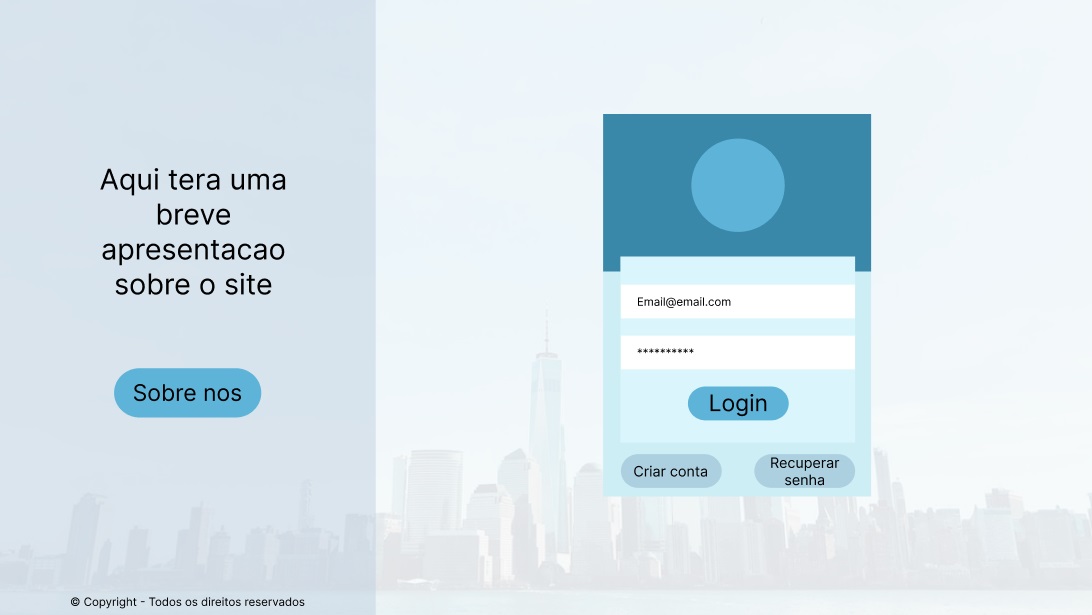 Aqui tera uma
breve
apresentacao
sobre o site
Sobre nos
© Copyright - Todos os direitos reservados
Email@email.com
**********
Login
Criar conta
Recuperar
senha